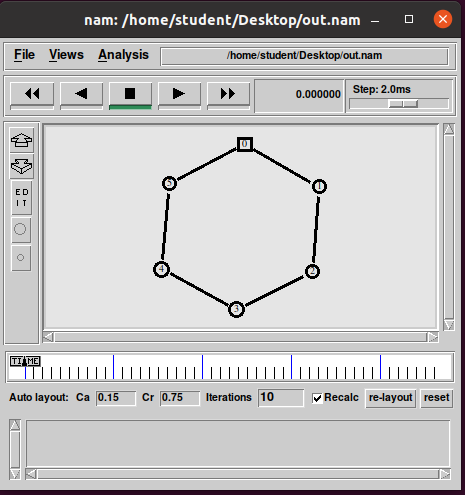 nam: /home/student/Desktop/out.nam
File Views Analysis /home/student/Desktop/out.nam
0.000000 Step: 2.0ms
ED
IT
0
5
1
4
2
3
TIME
Auto layout: Ca 0.15 Cr 0.75 Iterations 10 Recalc re-layout reset